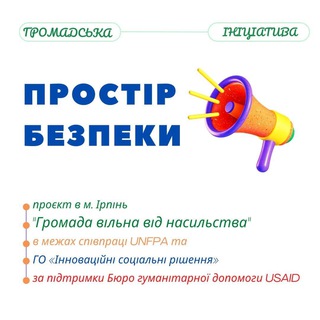 ГРОМАДСЬКА ІНІЦІАТИВА
ПРОСТІР
БЕЗПЕКИ
проєкт в м. Ірпінь
"Громада вільна від насильства"
в межах співпраці UNFPA та
ГО «Інноваційні соціальні рішення»
за підтримки Бюро гуманітарної допомоги USAID